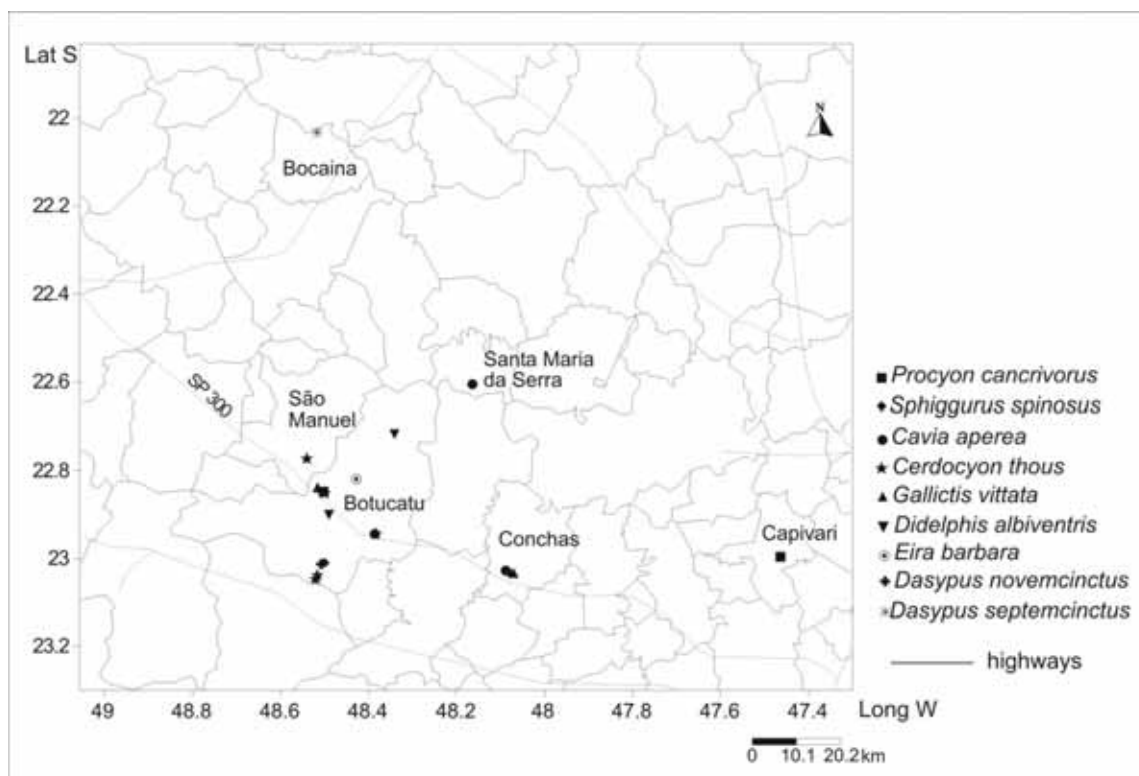 Lat S
N
22
Bocaina
22.2
22.4
22.6
Santa Maria
da Serra
SP 300
São
Manuel
22.8
Botucatu
Conchas
Capivari
23
23.2
49
48.8
48.6
48.4
48.2
48
47.8
47.6
47.4
Long W
0
10.1
20.2 km
Procyon cancrivorus
Sphiggurus spinosus
Cavia aperea
Cerdocyon thous
Gallictis vittata
Didelphis albiventris
Eira barbara
Dasypus novemcinctus
Dasypus septemcinctus
highways